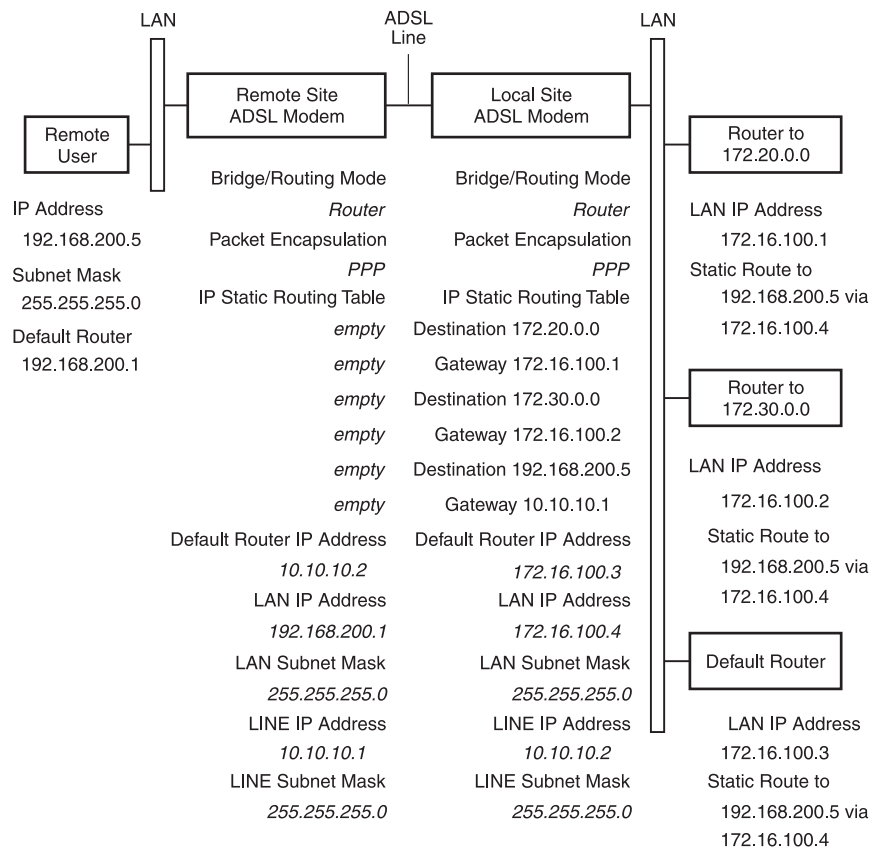 LAN
ADSL
Line
LAN
Remote Site
ADSL Modem
Local Site
ADSL Modem
Remote
User
Router to
172.20.0.0
IP Address
192.168.200.5
Subnet Mask
255.255.255.0
Default Router
192.168.200.1
Bridge/Routing Mode
Router
Packet Encapsulation
PPP
IP Static Routing Table
empty
empty
empty
empty
empty
empty
Default Router IP Address
10.10.10.2
LAN IP Address
192.168.200.1
LAN Subnet Mask
255.255.255.0
LINE IP Address
10.10.10.1
LINE Subnet Mask
255.255.255.0
Bridge/Routing Mode
Router
Packet Encapsulation
PPP
IP Static Routing Table
Destination 172.20.0.0
Gateway 172.16.100.1
Destination 172.30.0.0
Gateway 172.16.100.2
Destination 192.168.200.5
Gateway 10.10.10.1
Default Router IP Address
172.16.100.3
LAN IP Address
172.16.100.4
LAN Subnet Mask
255.255.255.0
LINE IP Address
10.10.10.2
LINE Subnet Mask
255.255.255.0
LAN IP Address
172.16.100.1
Static Route to
192.168.200.5 via
172.16.100.4
Router to
172.30.0.0
LAN IP Address
172.16.100.2
Static Route to
192.168.200.5 via
172.16.100.4
Default Router
LAN IP Address
172.16.100.3
Static Route to
192.168.200.5 via
172.16.100.4